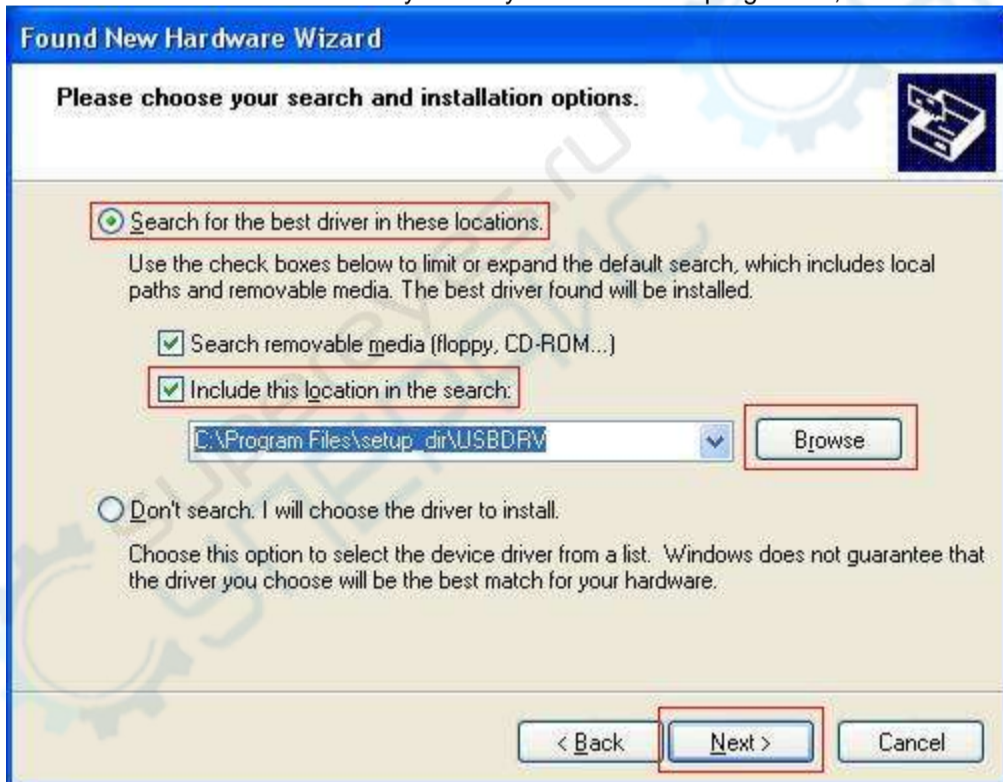 Found New Hardware Wizard
Please choose your search and installation options.
Search for the best driver in these locations.
Use the check boxes below to limit or expand the default search, which includes local
paths and removable media. The best driver found will be installed.
Search removable media (floppy, CD-ROM...)
Include this location in the search:
C:\Program Files\setup_dir\USBDRV
Browse
Don't search. I will choose the driver to install.
Choose this option to select the device driver from a list. Windows does not guarantee that
the driver you choose will be the best match for your hardware.
< Back
Next >
Cancel
supereyes.ru